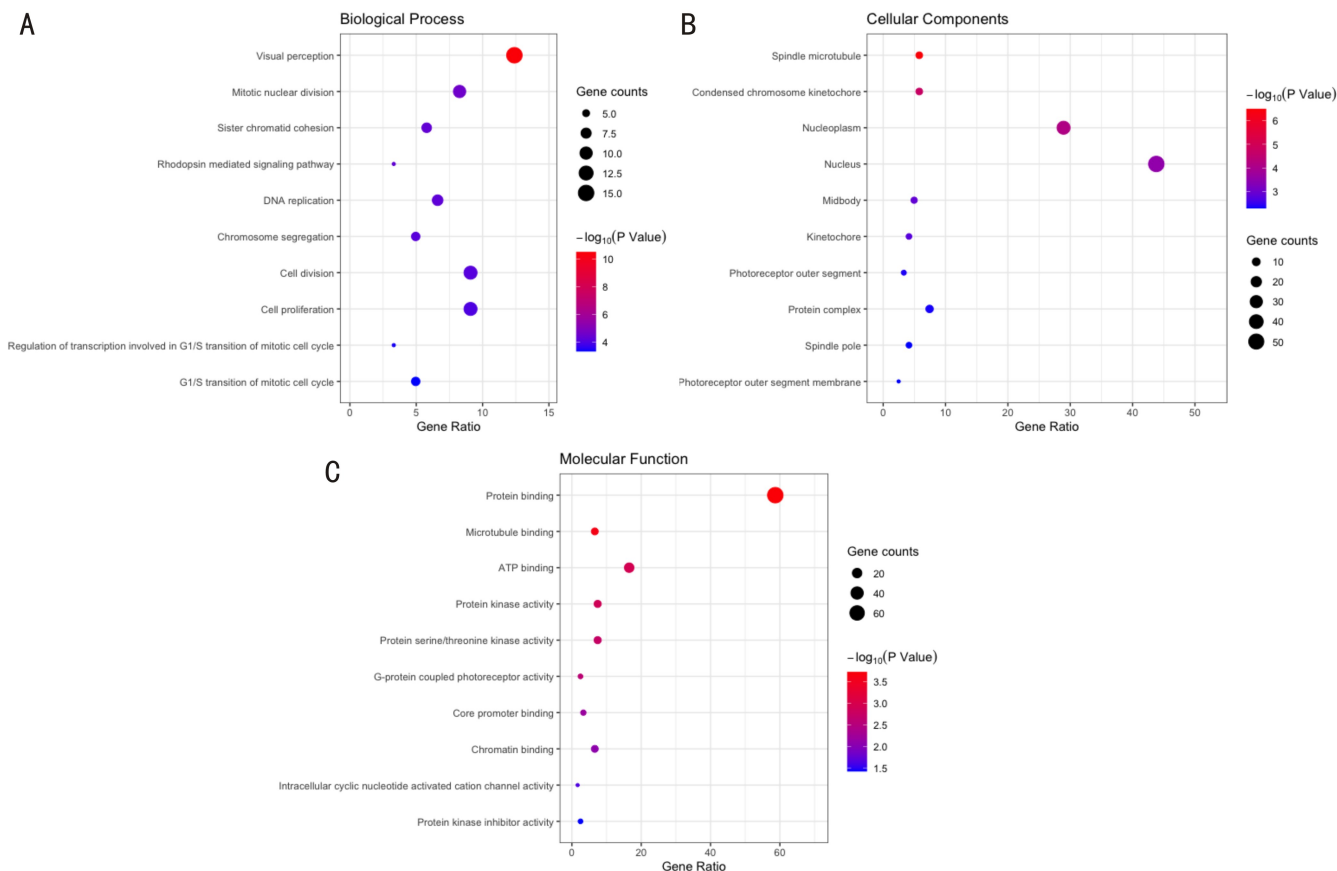 A
Biological Process
Visual perception
Mitotic nuclear division
Sister chromatid cohesion
Rhodopsin mediated signaling pathway
DNA replication
Chromosome segregation
Cell division
Cell proliferation
Regulation of transcription involved in G1/S transition of mitotic cell cycle
G1/S transition of mitotic cell cycle
0 5 10 15
Gene Ratio
Gene counts
5.0
7.5
10.0
12.5
15.0
−log10(P Value)
10
8
6
4
B
Cellular Components
Spindle microtubule
Condensed chromosome kinetochore
Nucleoplasm
Nucleus
Midbody
Kinetochore
Photoreceptor outer segment
Protein complex
Spindle pole
Photoreceptor outer segment membrane
0 10 20 30 40 50
Gene Ratio
−log10(P Value)
6
5
4
3
Gene counts
10
20
30
40
50
C
Molecular Function
Protein binding
Microtubule binding
ATP binding
Protein kinase activity
Protein serine/threonine kinase activity
G-protein coupled photoreceptor activity
Core promoter binding
Chromatin binding
Intracellular cyclic nucleotide activated cation channel activity
Protein kinase inhibitor activity
0 20 40 60
Gene Ratio
Gene counts
20
40
60
−log10(P Value)
3.5
3.0
2.5
2.0
1.5